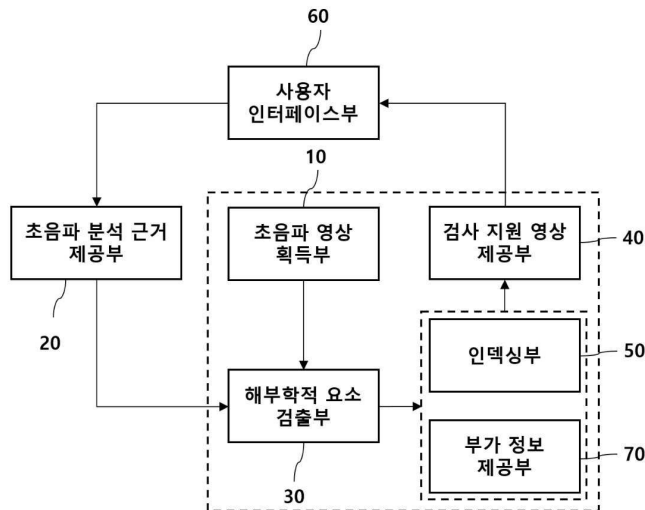 60
사용자
인터페이스부
10
초음파 분석 근거
제공부
20
초음파 영상
획득부
검사 지원 영상
제공부
40
인덱싱부
50
해부학적 요소
검출부
30
부가 정보
제공부
70